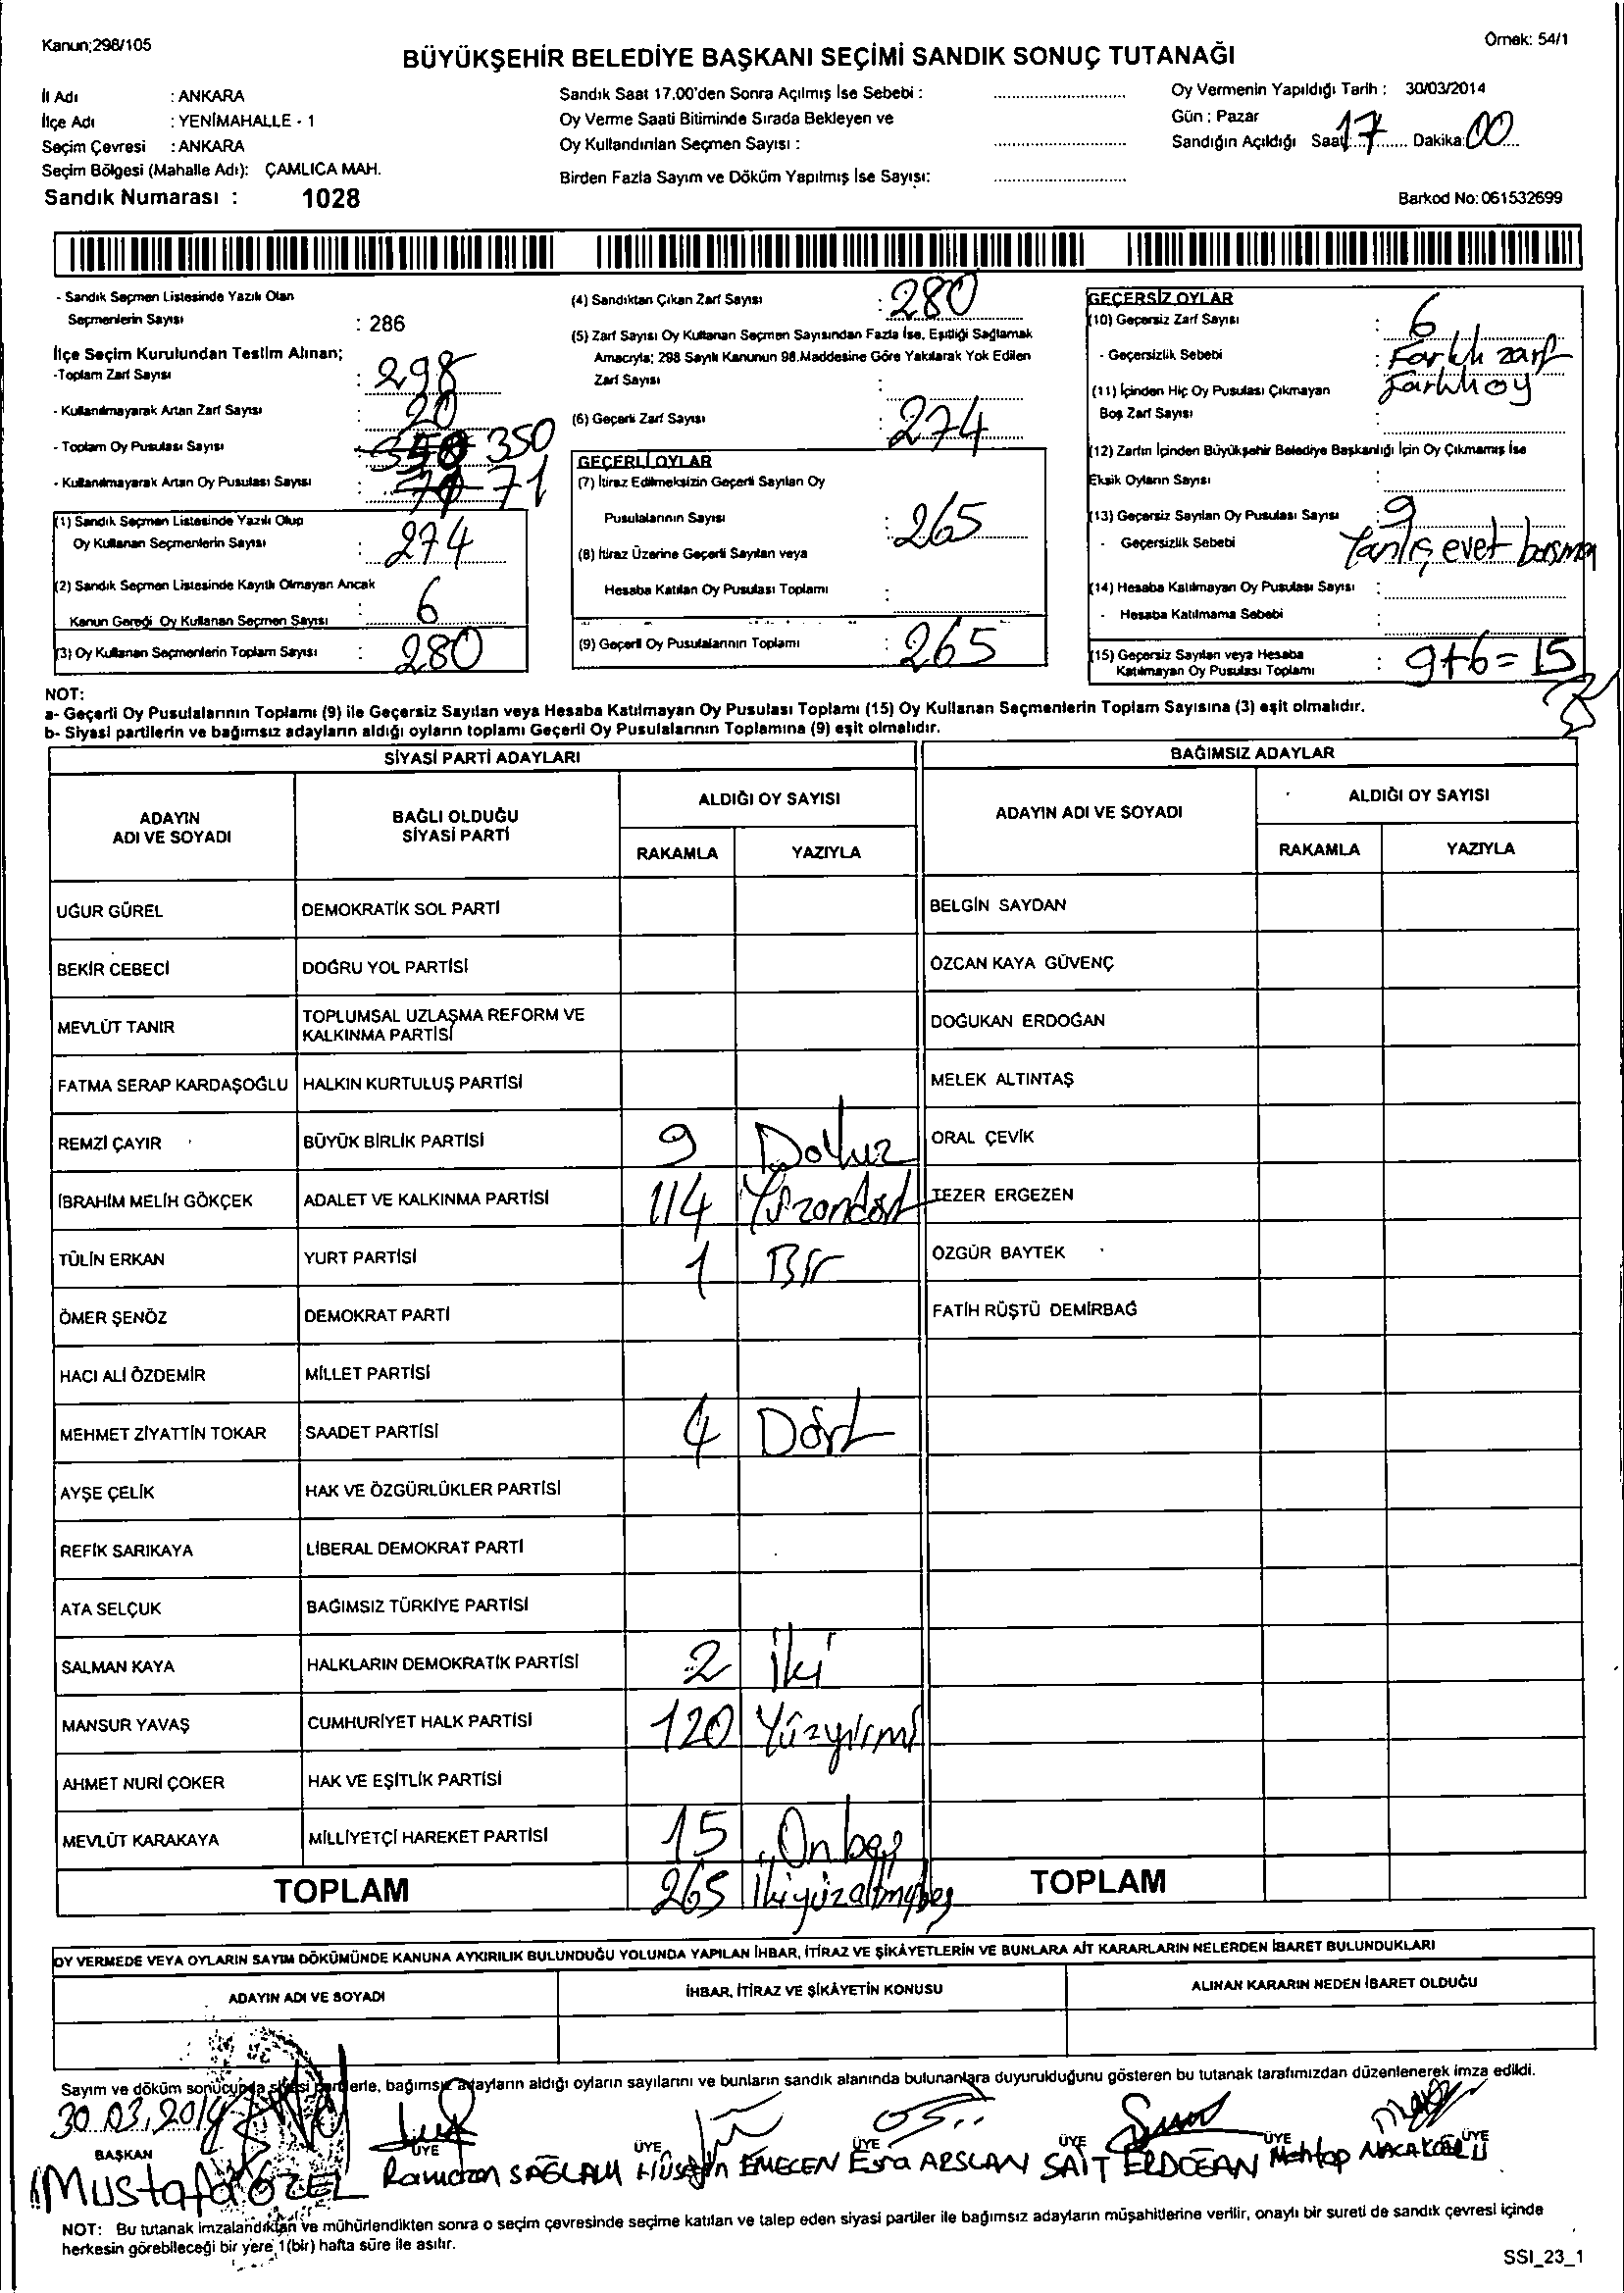 Kanun;298/105
Örnek: 54/1
BÜYÜKŞEHİR BELEDİYE BAŞKANI SEÇİMİ SANDIK SONUÇ TUTANAĞI
İl Adı : ANKARA
İlçe Adı : YENİMAHALLE - 1
Seçim Çevresi : ANKARA
Seçim Bölgesi (Mahalle Adı): ÇAMLICA MAH.
Sandık Numarası : 1028
Sandık Saat 17.00'den Sonra Açılmış İse Sebebi :
Oy Verme Saati Bitiminde Sırada Bekleyen ve
Oy Kullandırılan Seçmen Sayısı :
Birden Fazla Sayım ve Döküm Yapılmış İse Sayısı:
Oy Vermenin Yapıldığı Tarih : 30/03/2014
Gün : Pazar
Sandığın Açıldığı Saat 17 Dakika: 00
Barkod No: 061532699
- Sandık Seçmen Listesinde Yazılı Olan
Seçmenlerin Sayısı : 286
İlçe Seçim Kurulundan Teslim Alınan;
-Toplam Zarf Sayısı : 298
- Kullanılmayarak Artan Zarf Sayısı : 20
- Toplam Oy Pusulası Sayısı : 350
- Kullanılmayarak Artan Oy Pusulası Sayısı : 71
(1) Sandık Seçmen Listesinde Yazılı Olup
Oy Kullanan Seçmenlerin Sayısı : 274
(2) Sandık Seçmen Listesinde Kayıtlı Olmayan Ancak
Kanun Gereği Oy Kullanan Seçmen Sayısı : 6
(3) Oy Kullanan Seçmenlerin Toplam Sayısı : 280
(4) Sandıktan Çıkan Zarf Sayısı : 280
(5) Zarf Sayısı Oy Kullanan Seçmen Sayısından Fazla İse, Eşitliği Sağlamak
Amacıyla; 298 Sayılı Kanunun 98.Maddesine Göre Yakılarak Yok Edilen
Zarf Sayısı :
(6) Geçerli Zarf Sayısı : 274
GEÇERLİ OYLAR
(7) İtiraz Edilmeksizin Geçerli Sayılan Oy
Pusulalarının Sayısı : 265
(8) İtiraz Üzerine Geçerli Sayılan veya
Hesaba Katılan Oy Pusulası Toplamı :
(9) Geçerli Oy Pusulalarının Toplamı : 265
GEÇERSİZ OYLAR
(10) Geçersiz Zarf Sayısı : 6
- Geçersizlik Sebebi : Farklı zarf
Farklı oy
(11) İçinden Hiç Oy Pusulası Çıkmayan
Boş Zarf Sayısı :
(12) Zarfın İçinden Büyükşehir Belediye Başkanlığı İçin Oy Çıkmamış İse
Eksik Oyların Sayısı :
(13) Geçersiz Sayılan Oy Pusulası Sayısı : 9
- Geçersizlik Sebebi Yanlış evet basma
(14) Hesaba Katılmayan Oy Pusulası Sayısı :
- Hesaba Katılmama Sebebi
(15) Geçersiz Sayılan veya Hesaba
Katılmayan Oy Pusulası Toplamı : 9+6=15
NOT:
a- Geçerli Oy Pusulalarının Toplamı (9) ile Geçersiz Sayılan veya Hesaba Katılmayan Oy Pusulası Toplamı (15) Oy Kullanan Seçmenlerin Toplam Sayısına (3) eşit olmalıdır.
b- Siyasi partilerin ve bağımsız adayların aldığı oyların toplamı Geçerli Oy Pusulalarının Toplamına (9) eşit olmalıdır.
SİYASİ PARTİ ADAYLARI
BAĞIMSIZ ADAYLAR
ADAYIN
ADI VE SOYADI
BAĞLI OLDUĞU
SİYASİ PARTİ
ALDIĞI OY SAYISI
RAKAMLA YAZIYLA
ADAYIN ADI VE SOYADI
ALDIĞI OY SAYISI
RAKAMLA YAZIYLA
UĞUR GÜREL DEMOKRATİK SOL PARTİ BELGİN SAYDAN
BEKİR CEBECİ DOĞRU YOL PARTİSİ ÖZCAN KAYA GÜVENÇ
MEVLÜT TANIR TOPLUMSAL UZLAŞMA REFORM VE
KALKINMA PARTİSİ DOĞUKAN ERDOĞAN
FATMA SERAP KARDAŞOĞLU HALKIN KURTULUŞ PARTİSİ MELEK ALTINTAŞ
REMZİ ÇAYIR BÜYÜK BİRLİK PARTİSİ 9 Dokuz ORAL ÇEVİK
İBRAHİM MELİH GÖKÇEK ADALET VE KALKINMA PARTİSİ 114 Yüzondört TEZER ERGEZEN
TÜLİN ERKAN YURT PARTİSİ 1 Bir ÖZGÜR BAYTEK
ÖMER ŞENÖZ DEMOKRAT PARTİ FATİH RÜŞTÜ DEMİRBAĞ
HACI ALİ ÖZDEMİR MİLLET PARTİSİ
MEHMET ZİYATTİN TOKAR SAADET PARTİSİ 4 Dört
AYŞE ÇELİK HAK VE ÖZGÜRLÜKLER PARTİSİ
REFİK SARIKAYA LİBERAL DEMOKRAT PARTİ
ATA SELÇUK BAĞIMSIZ TÜRKİYE PARTİSİ
SALMAN KAYA HALKLARIN DEMOKRATİK PARTİSİ 2 iki
MANSUR YAVAŞ CUMHURİYET HALK PARTİSİ 120 Yüzyirmi
AHMET NURİ ÇOKER HAK VE EŞİTLİK PARTİSİ
MEVLÜT KARAKAYA MİLLİYETÇİ HAREKET PARTİSİ 15 Onbeş
TOPLAM 265 İkiyüzaltmışbeş TOPLAM
OY VERMEDE VEYA OYLARIN SAYIM DÖKÜMÜNDE KANUNA AYKIRILIK BULUNDUĞU YOLUNDA YAPILAN İHBAR, İTİRAZ VE ŞİKÂYETLERİN VE BUNLARA AİT KARARLARIN NELERDEN İBARET BULUNDUKLARI
ADAYIN ADI VE SOYADI İHBAR, İTİRAZ VE ŞİKÂYETİN KONUSU ALINAN KARARIN NEDEN İBARET OLDUĞU
Sayım ve döküm sonucunda siyasi partilerle, bağımsız adayların aldığı oyların sayılarını ve bunların sandık alanında bulunanlara duyurulduğunu gösteren bu tutanak tarafımızdan düzenlenerek imza edildi.
30.03.2014
BAŞKAN ÜYE ÜYE ÜYE ÜYE ÜYE ÜYE
Mustafa ÖZEL Ramazan SAĞLAM Hüseyin EMECEN Esra ARSLAN SAİT ERDOĞAN Mehtap
NOT: Bu tutanak imzalandıktan ve mühürlendikten sonra o seçim çevresinde seçime katılan ve talep eden siyasi partiler ile bağımsız adayların müşahitlerine verilir, onaylı bir sureti de sandık çevresi içinde
herkesin görebileceği bir yere 1(bir) hafta süre ile asılır.
SSI_23_1